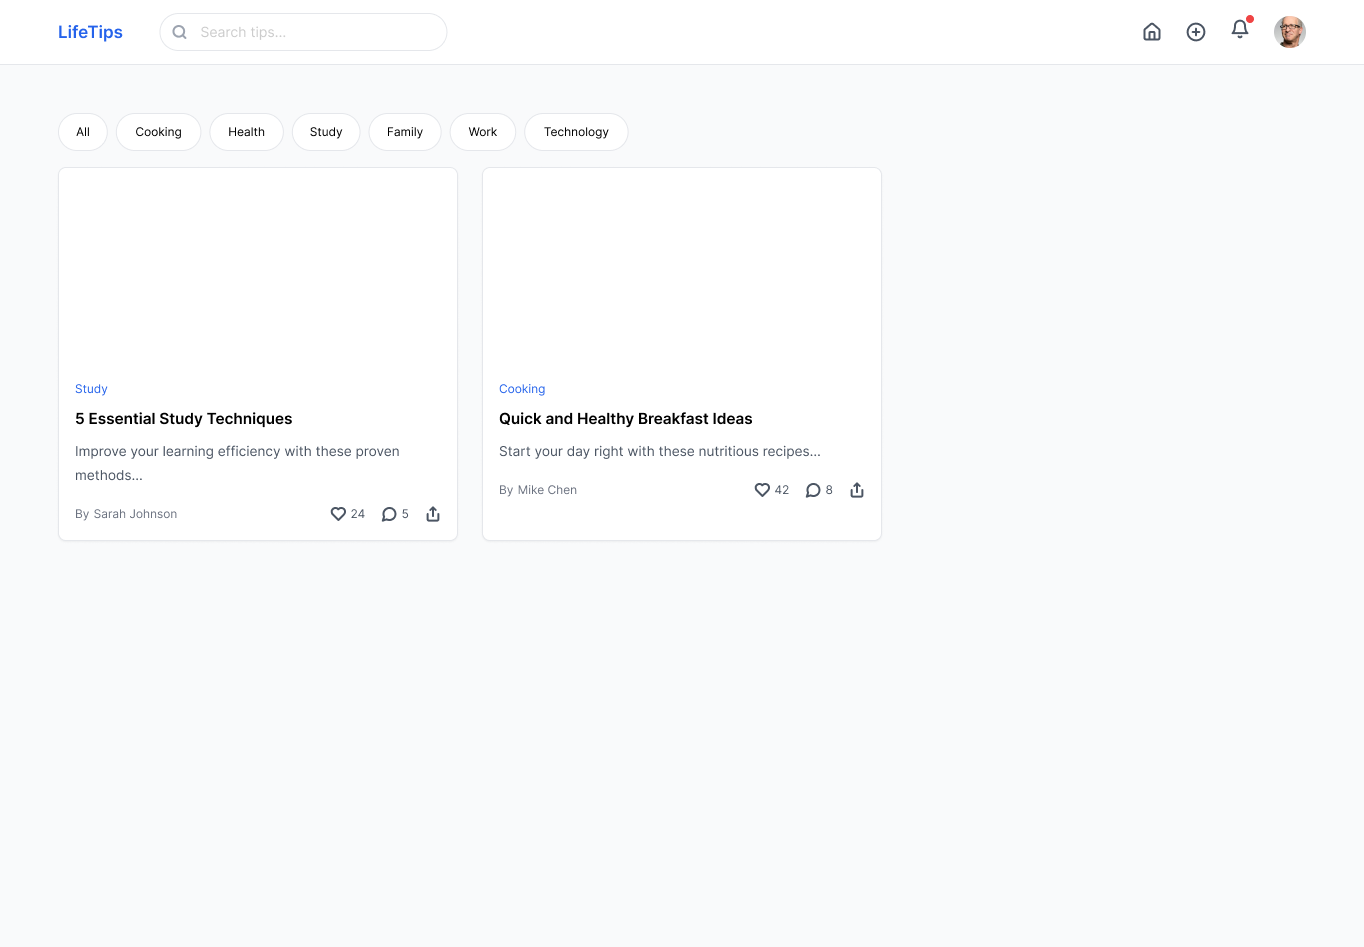 LifeTips
Search tips...
All
Cooking
Health
Study
Family
Work
Technology
Study
5 Essential Study Techniques
Improve your learning efficiency with these proven
methods...
By Sarah Johnson
24
5
Cooking
Quick and Healthy Breakfast Ideas
Start your day right with these nutritious recipes...
By Mike Chen
42
8